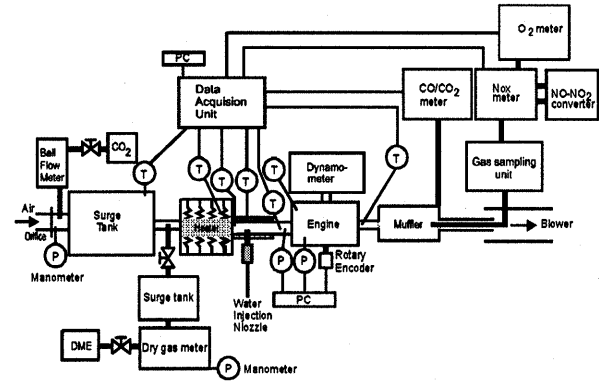 O2 meter
PC
Data
Acquision
Unit
CO/CO2
meter
Nox
meter
NO-NO2
converter
Ball
Flow
Meter
CO2
T
T
T
T
T
T
T
Dynamo-
meter
Gas sampling
unit
Air
Orifice
Surge
Tank
Heater
Engine
Muffler
Blower
P
Manometer
P
P
Rotary
Encoder
Surge tank
Water
Injection
Niozzle
PC
DME
Dry gas meter
P
Manometer